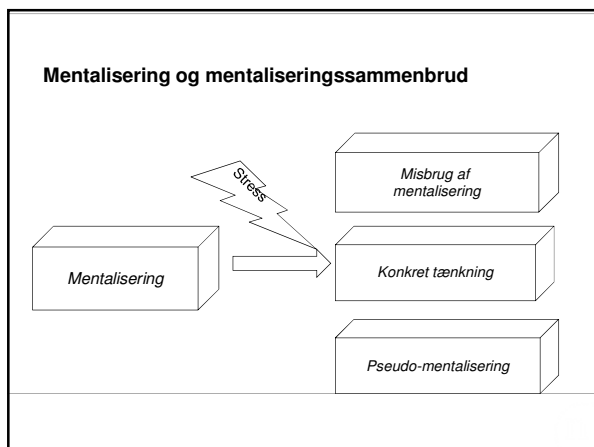 Mentalisering og mentaliseringssammenbrud
Stress
Misbrug af
mentalisering
Mentalisering
Konkret tænkning
Pseudo-mentalisering